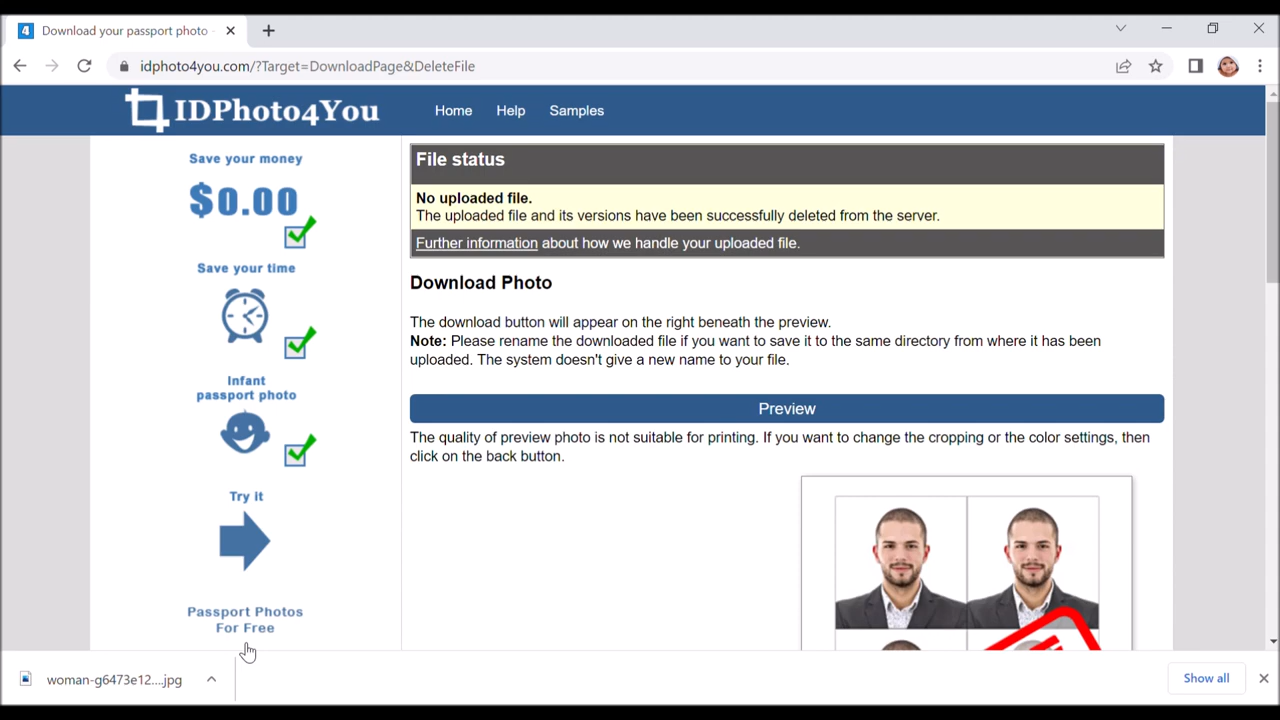 4 Download your passport photo -
idphoto4you.com/?Target=DownloadPage&DeleteFile
IDPhoto4You
Home Help Samples
Save your money
$0.00
Save your time
Infant
passport photo
Try it
Passport Photos
For Free
File status
No uploaded file.
The uploaded file and its versions have been successfully deleted from the server.
Further information about how we handle your uploaded file.
Download Photo
The download button will appear on the right beneath the preview.
Note: Please rename the downloaded file if you want to save it to the same directory from where it has been
uploaded. The system doesn't give a new name to your file.
Preview
The quality of preview photo is not suitable for printing. If you want to change the cropping or the color settings, then
click on the back button.
woman-g6473e12....jpg
Show all